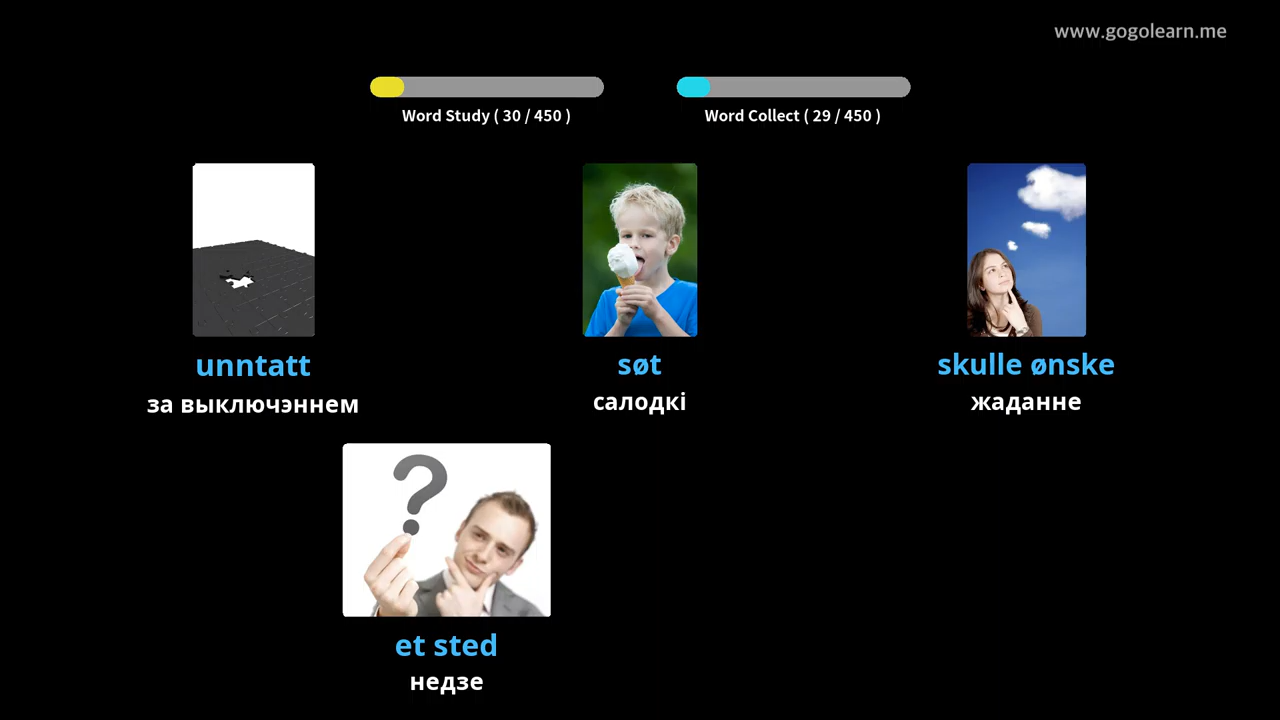 www.gogolearn.me
Word Study ( 30 / 450 )
Word Collect ( 29 / 450 )
unntatt
søt
skulle ønske
за выключэннем
салодкі
жаданне
et sted
недзе